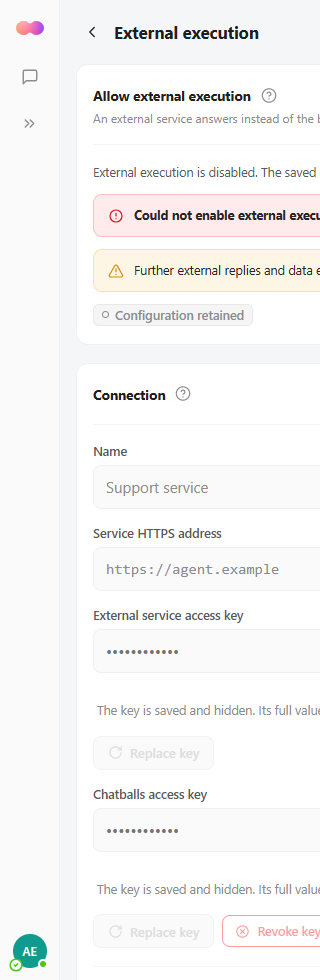 External execution
Allow external execution
An external service answers instead of the
External execution is disabled. The saved
Could not enable external
Further external replies and data
Configuration retained
Connection
Name
Support service
Service HTTPS address
https://agent.example
External service access key
••••••••••••
The key is saved and hidden. Its full value
Replace key
Chatballs access key
••••••••••••
The key is saved and hidden. Its full value
Replace key
Revoke key
AE